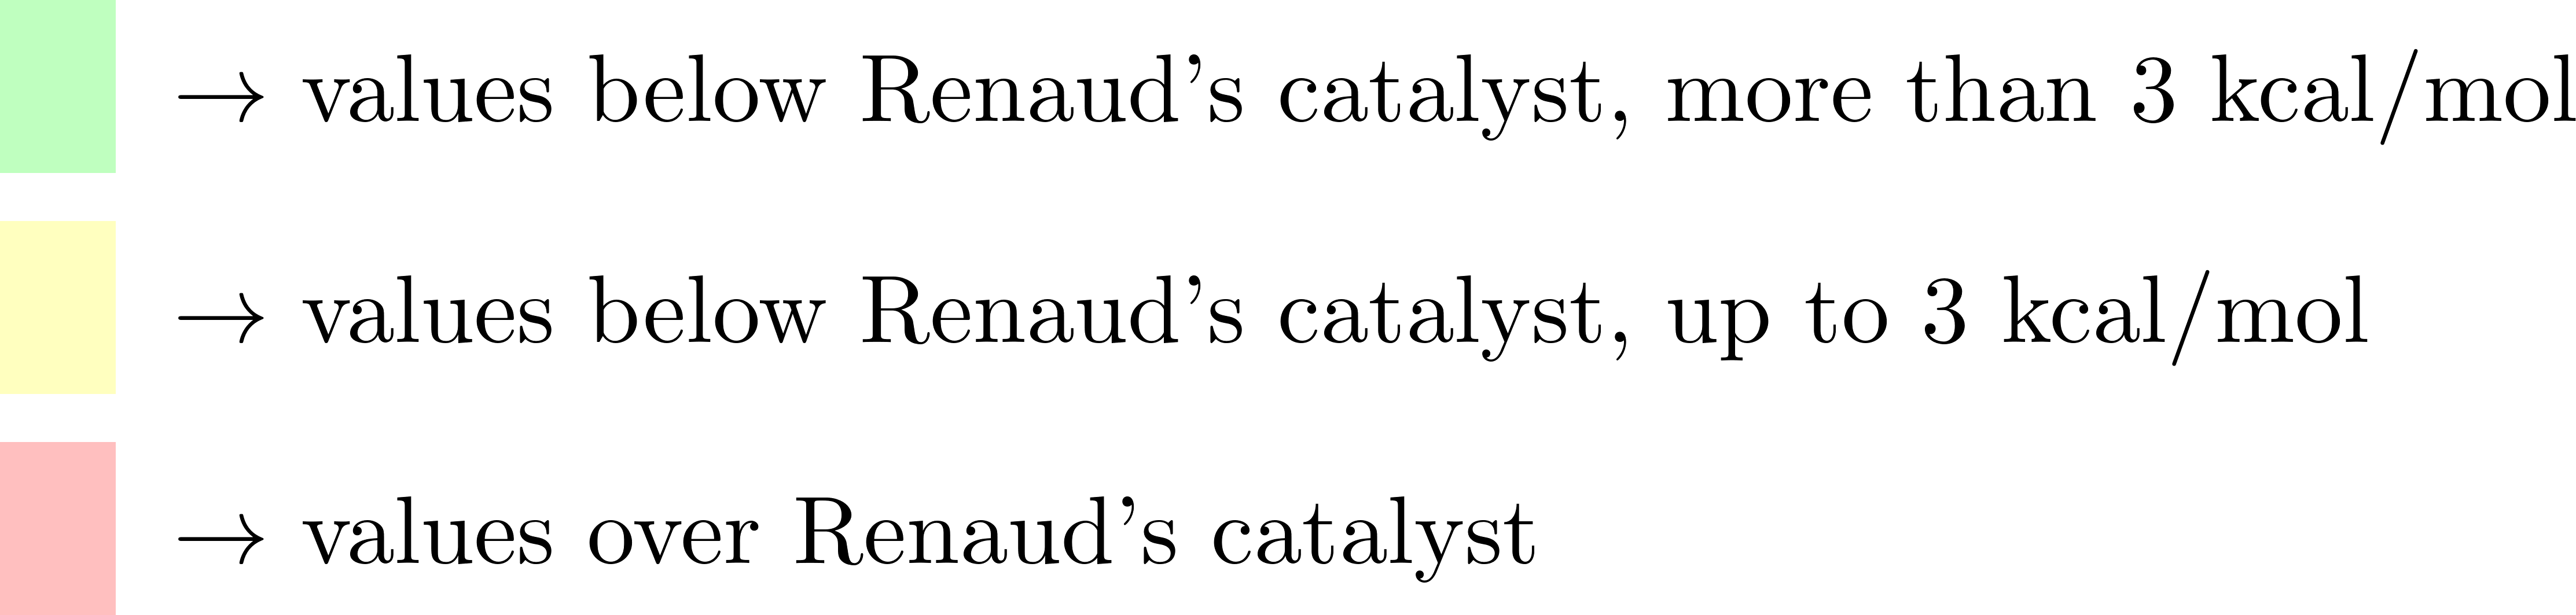 → values below Renaud’s catalyst, more than 3 kcal/mol
→ values below Renaud’s catalyst, up to 3 kcal/mol
→ values over Renaud’s catalyst